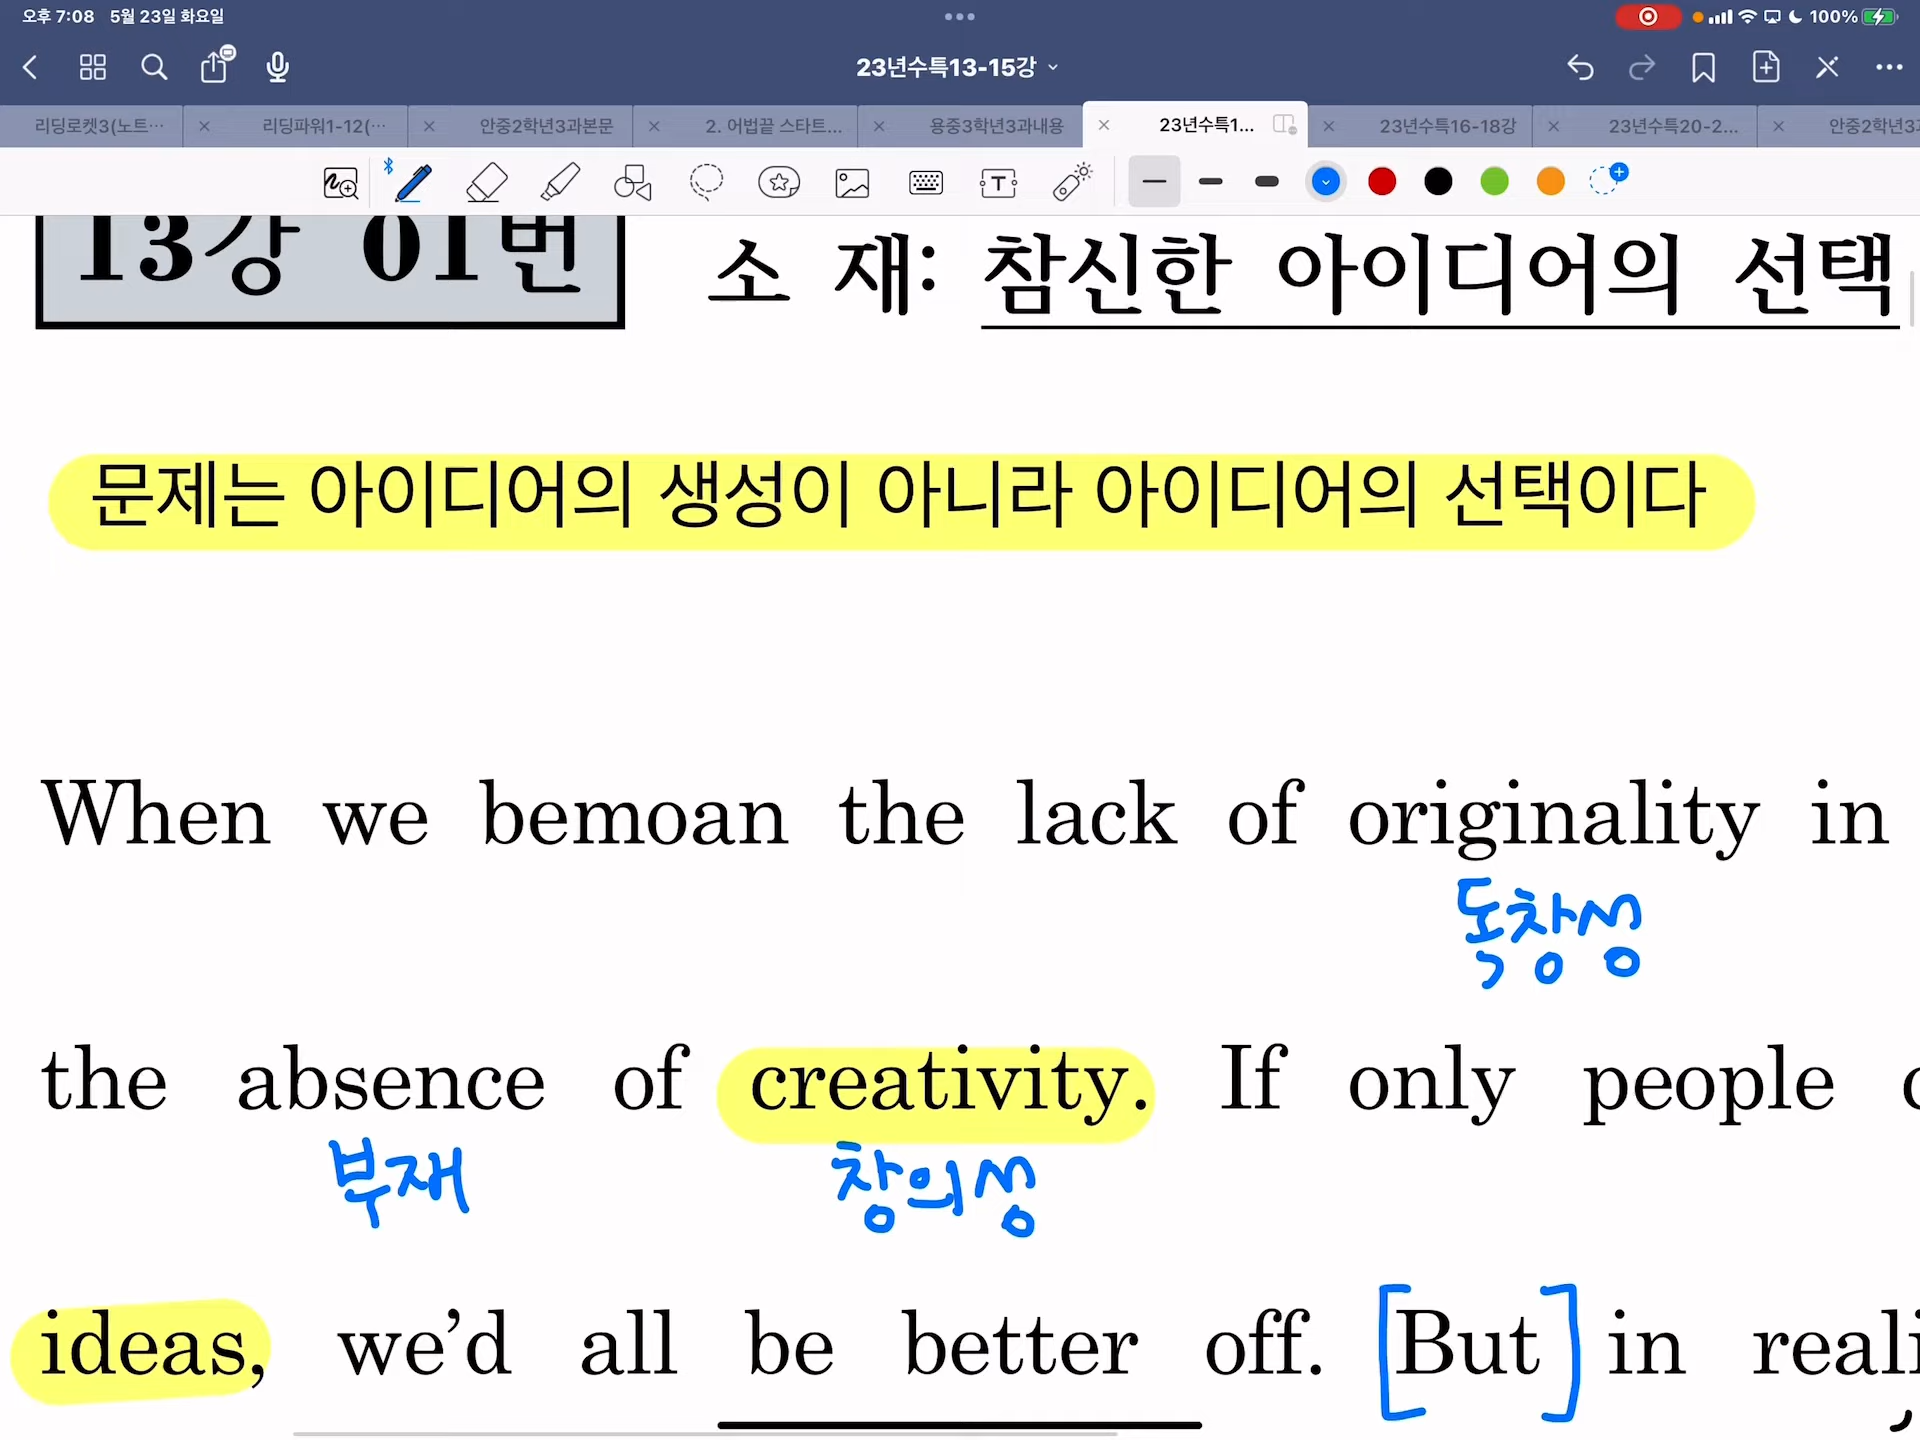 오후 7:08 5월 23일 화요일
100%
23년수특13-15강
리딩로켓3(노트… 리딩파워1-12(… 안중2학년3과본문 2. 어법끝 스타트... 용중3학년3과내용 23년수특1... 23년수특16-18강 23년수특20-2... 안중2학년3
13강 01번 소 재: 참신한 아이디어의 선택
문제는 아이디어의 생성이 아니라 아이디어의 선택이다
When we bemoan the lack of originality in
독창성
the absence of creativity. If only people
부재 창의성
ideas, we’d all be better off. [But] in reali